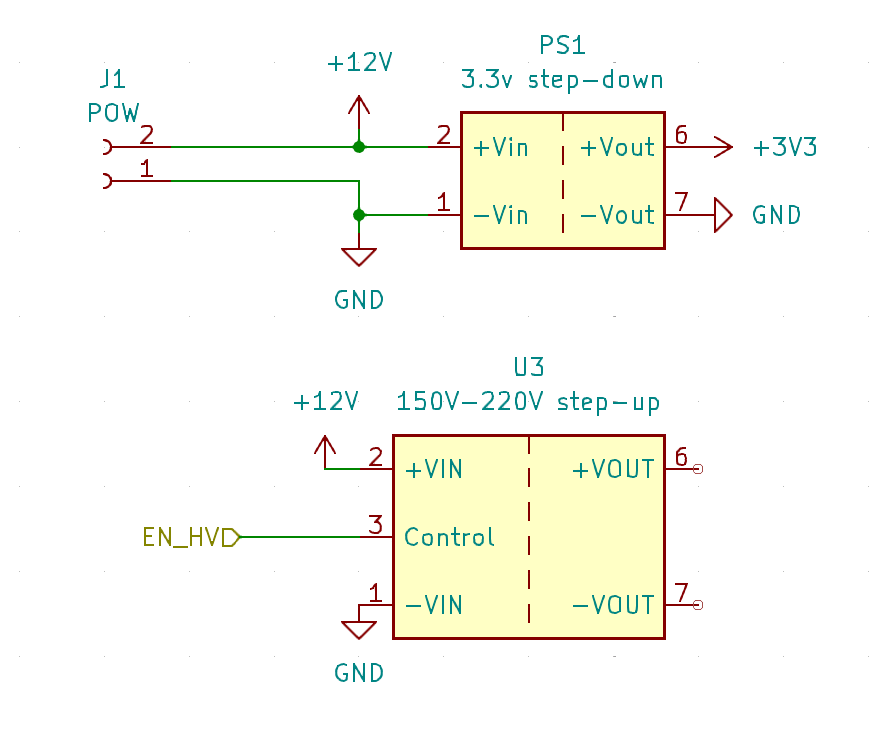 PS1
+12V
3.3v step-down
J1
POW
2
2
+Vin
+Vout
6
+3V3
1
1
-Vin
-Vout
7
GND
GND
U3
+12V
150V-220V step-up
2
+VIN
+VOUT
6
EN_HV
3
Control
1
-VIN
-VOUT
7
GND